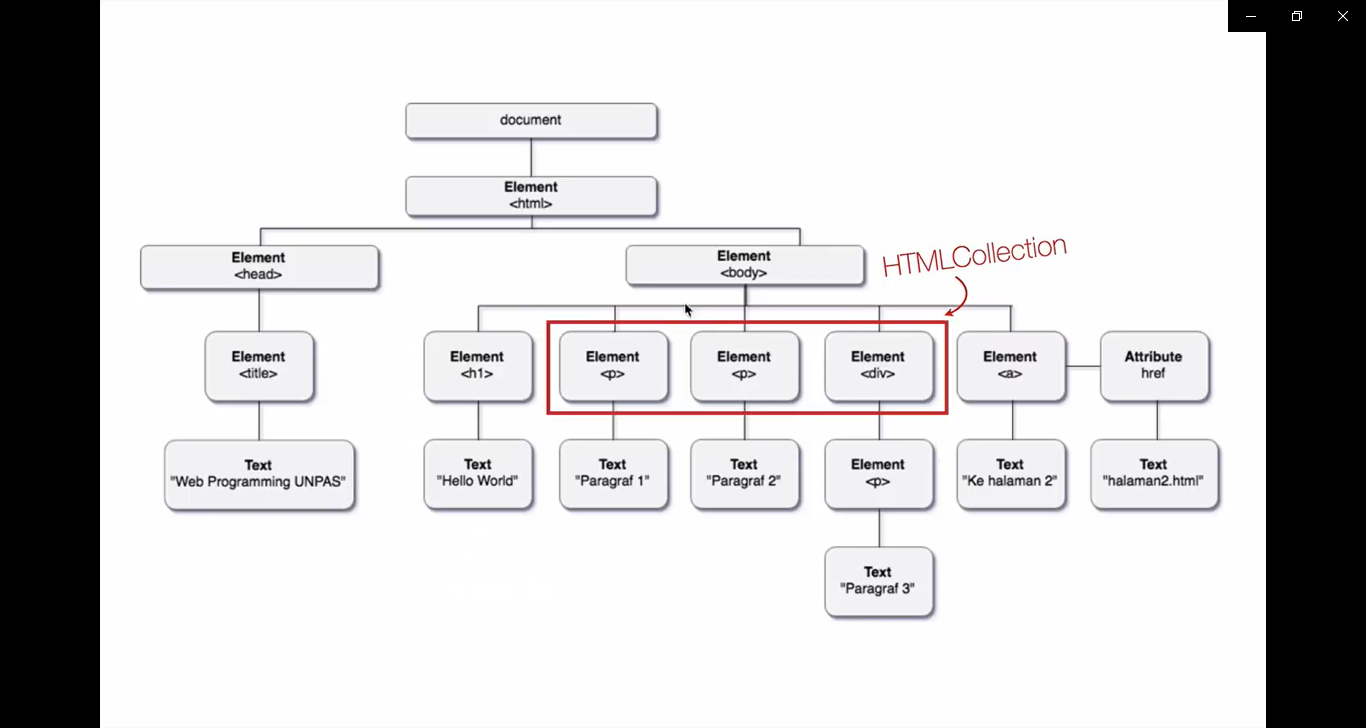 document
Element
<html>
Element
<head>
Element
<body>
HTMLCollection
Element
<title>
Element
<h1>
Element
<p>
Element
<p>
Element
<div>
Element
<a>
Attribute
href
Text
"Web Programming UNPAS"
Text
"Hello World"
Text
"Paragraf 1"
Text
"Paragraf 2"
Element
<p>
Text
"Ke halaman 2"
Text
"halaman2.html"
Text
"Paragraf 3"